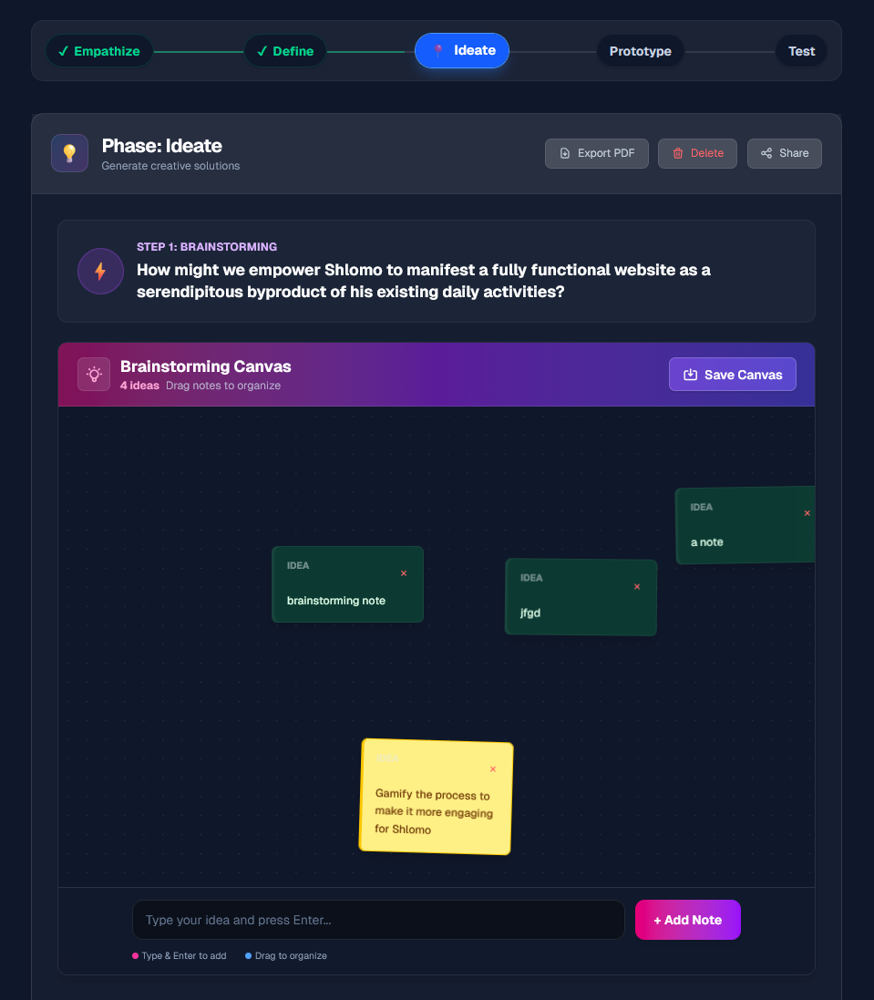 ✓ Empathize
✓ Define
Ideate
Prototype
Test
Phase: Ideate
Generate creative solutions
Export PDF
Delete
Share
STEP 1: BRAINSTORMING
How might we empower Shlomo to manifest a fully functional website as a
serendipitous byproduct of his existing daily activities?
Brainstorming Canvas
4 ideas Drag notes to organize
Save Canvas
IDEA
×
a note
IDEA
×
brainstorming note
IDEA
×
jfgd
×
Gamify the process to
make it more engaging
for Shlomo
Type your idea and press Enter...
+ Add Note
Type & Enter to add
Drag to organize